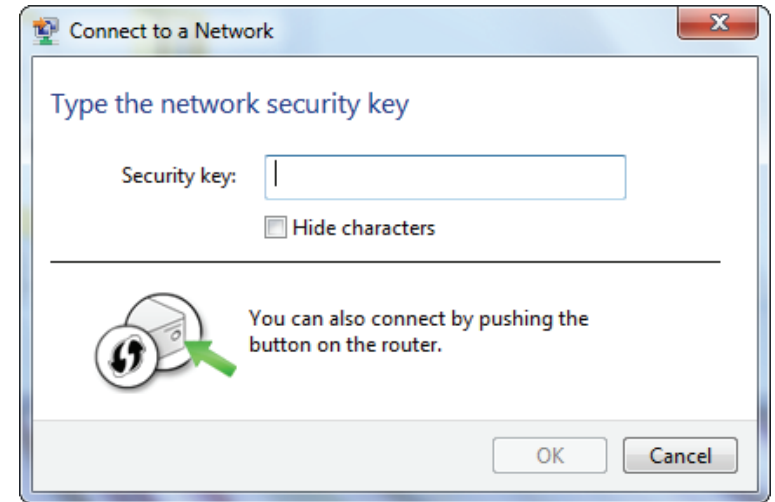 Connect to a Network
Type the network security key
Security key:
Hide characters
You can also connect by pushing the
button on the router.
OK
Cancel